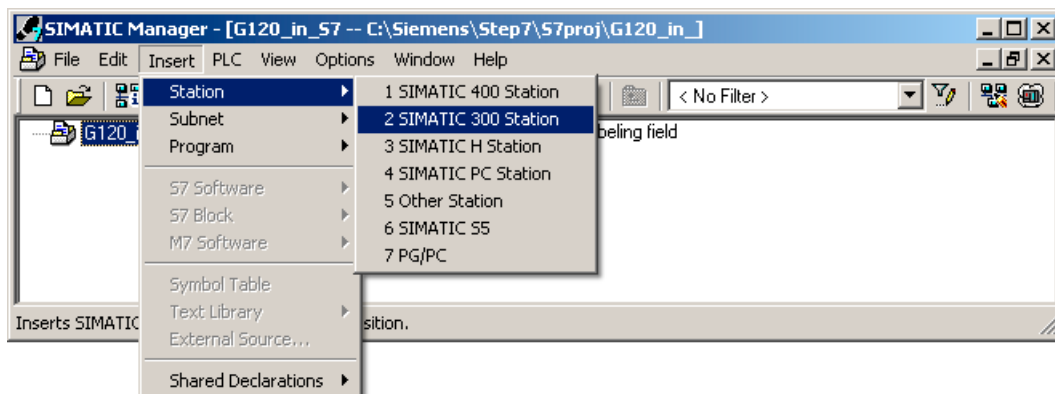 SIMATIC Manager - [G120_in_S7 -- C:\Siemens\Step7\S7proj\G120_in_]
File Edit Insert PLC View Options Window Help
< No Filter >
Station
Subnet
Program
S7 Software
S7 Block
M7 Software
Symbol Table
Text Library
External Source...
Shared Declarations
1 SIMATIC 400 Station
2 SIMATIC 300 Station
3 SIMATIC H Station
4 SIMATIC PC Station
5 Other Station
6 SIMATIC S5
7 PG/PC
G120_i
beling field
Inserts SIMATIC
sition.